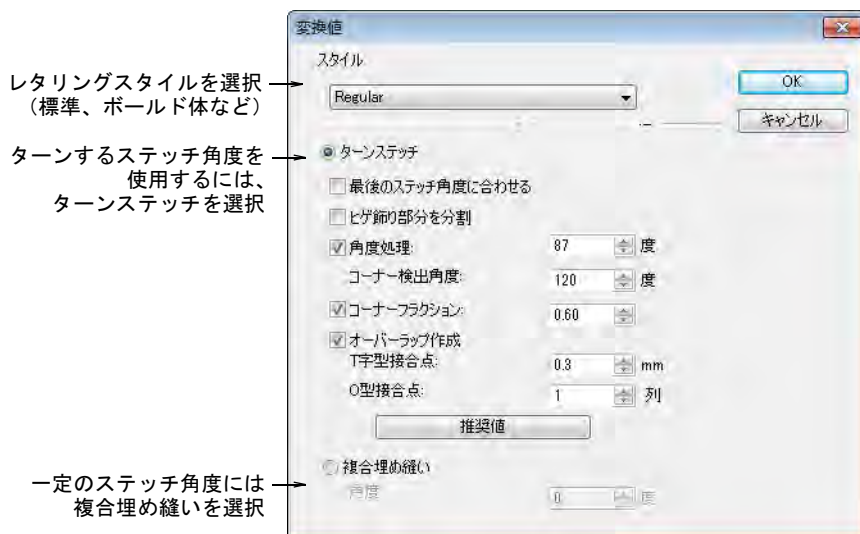 変換値
スタイル
レタリングスタイルを選択
（標準、ボールド体など）
Regular
OK
キャンセル
ターンするステッチ角度を
使用するには、
ターンステッチを選択
ターンステッチ
最後のステッチ角度に合わせる
ヒゲ飾り部分を分割
角度処理: 87 度
コーナー検出角度: 120 度
コーナーフラクション: 0.60
オーバーラップ作成
T字型接合点: 0.3 mm
O型接合点: 1 列
推奨値
一定のステッチ角度には
複合埋め縫いを選択
複合埋め縫い
角度 0 度